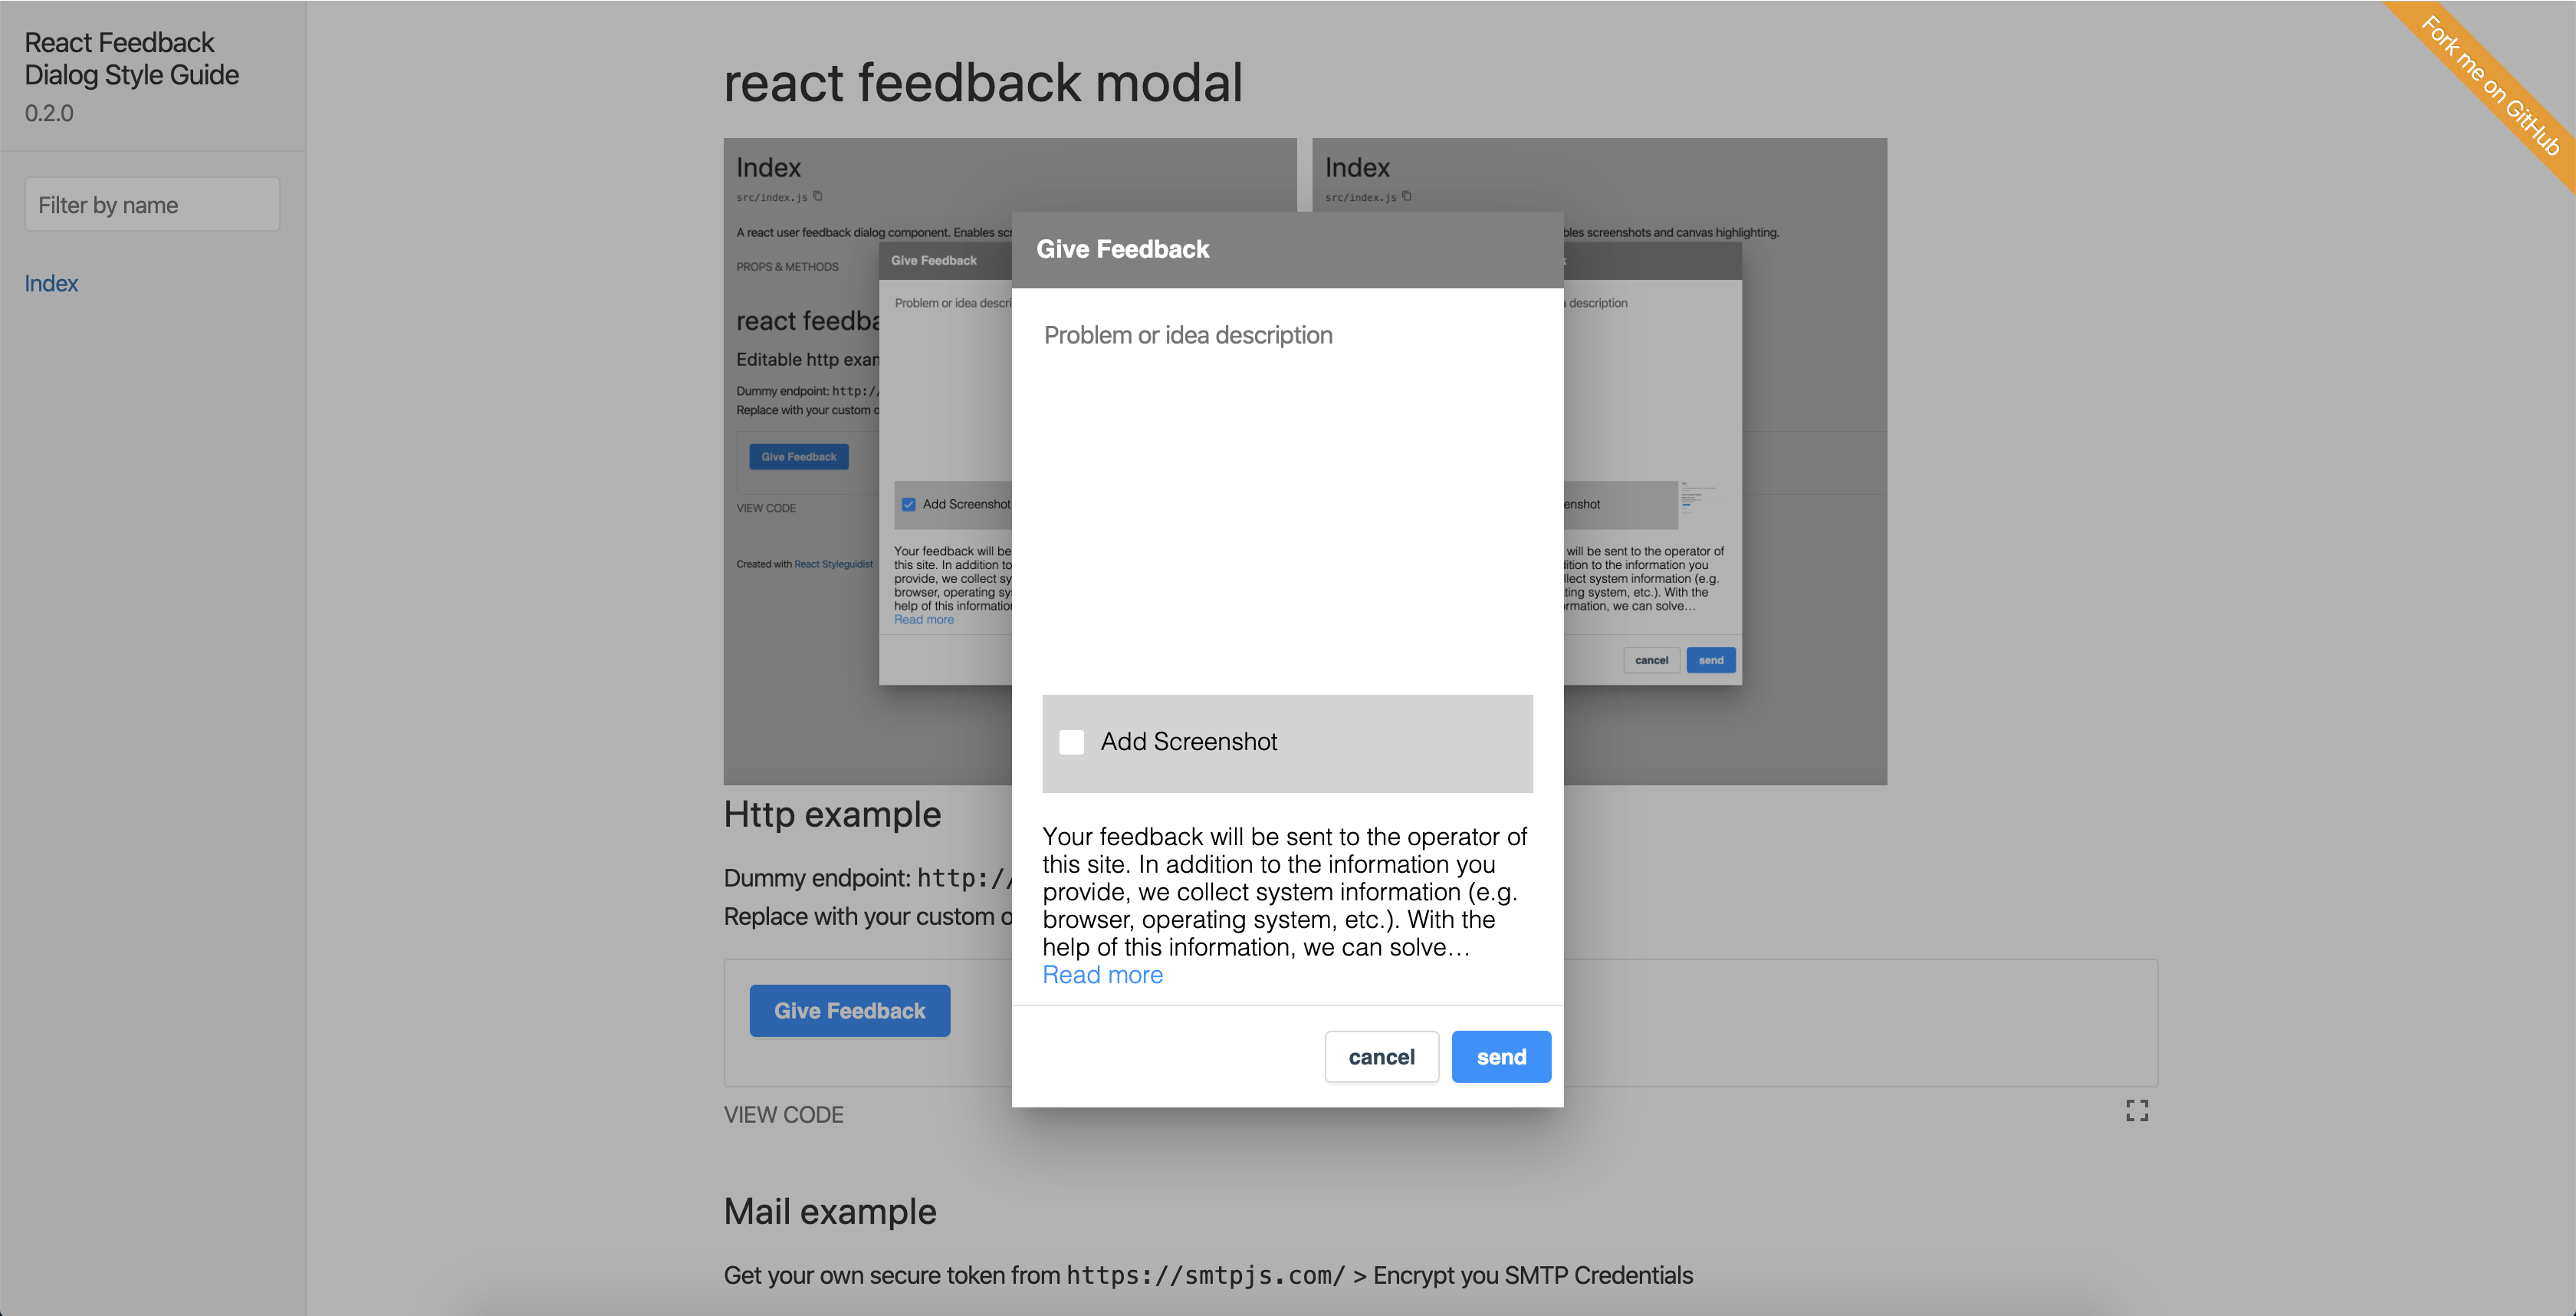 React Feedback
Dialog Style Guide
0.2.0
Filter by name
Index
Fork me on GitHub
react feedback modal
Index
src/index.js
A react user feedback dialog component. Enables scr
PROPS & METHODS
Give Feedback
Problem or idea descri
react feedba
Editable http exam
Dummy endpoint: http://
Replace with your custom o
Give Feedback
VIEW CODE
Add Screenshot
Your feedback will be
this site. In addition to
provide, we collect sy
browser, operating sy
help of this information
Read more
Created with React Styleguidist
Index
src/index.js
bles screenshots and canvas highlighting.
description
enshot
will be sent to the operator of
ition to the information you
llect system information (e.g.
ting system, etc.). With the
rmation, we can solve…
cancel
send
Give Feedback
Problem or idea description
Add Screenshot
Your feedback will be sent to the operator of
this site. In addition to the information you
provide, we collect system information (e.g.
browser, operating system, etc.). With the
help of this information, we can solve…
Read more
cancel
send
Http example
Dummy endpoint: http://
Replace with your custom o
Give Feedback
VIEW CODE
Mail example
Get your own secure token from https://smtpjs.com/ > Encrypt you SMTP Credentials